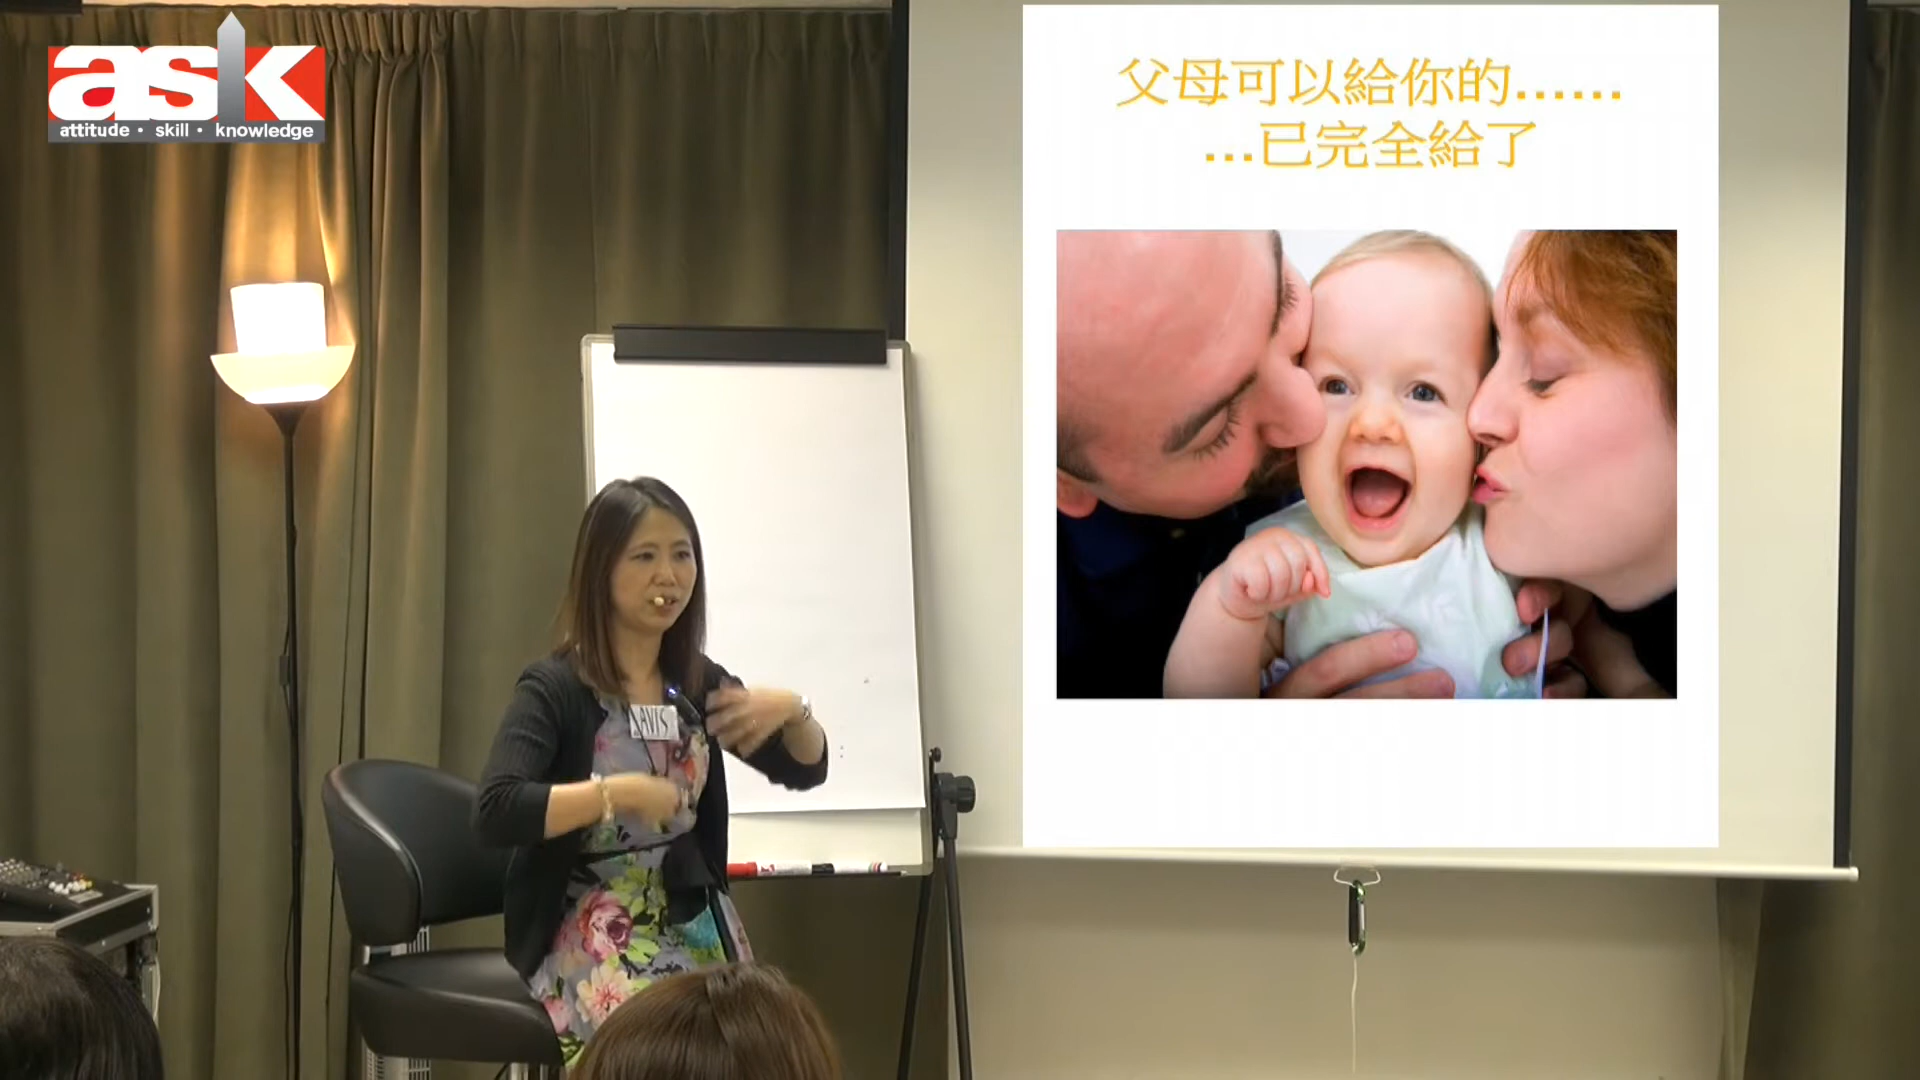 ask
attitude · skill · knowledge
父母可以給你的......
...已完全給了
AVIS